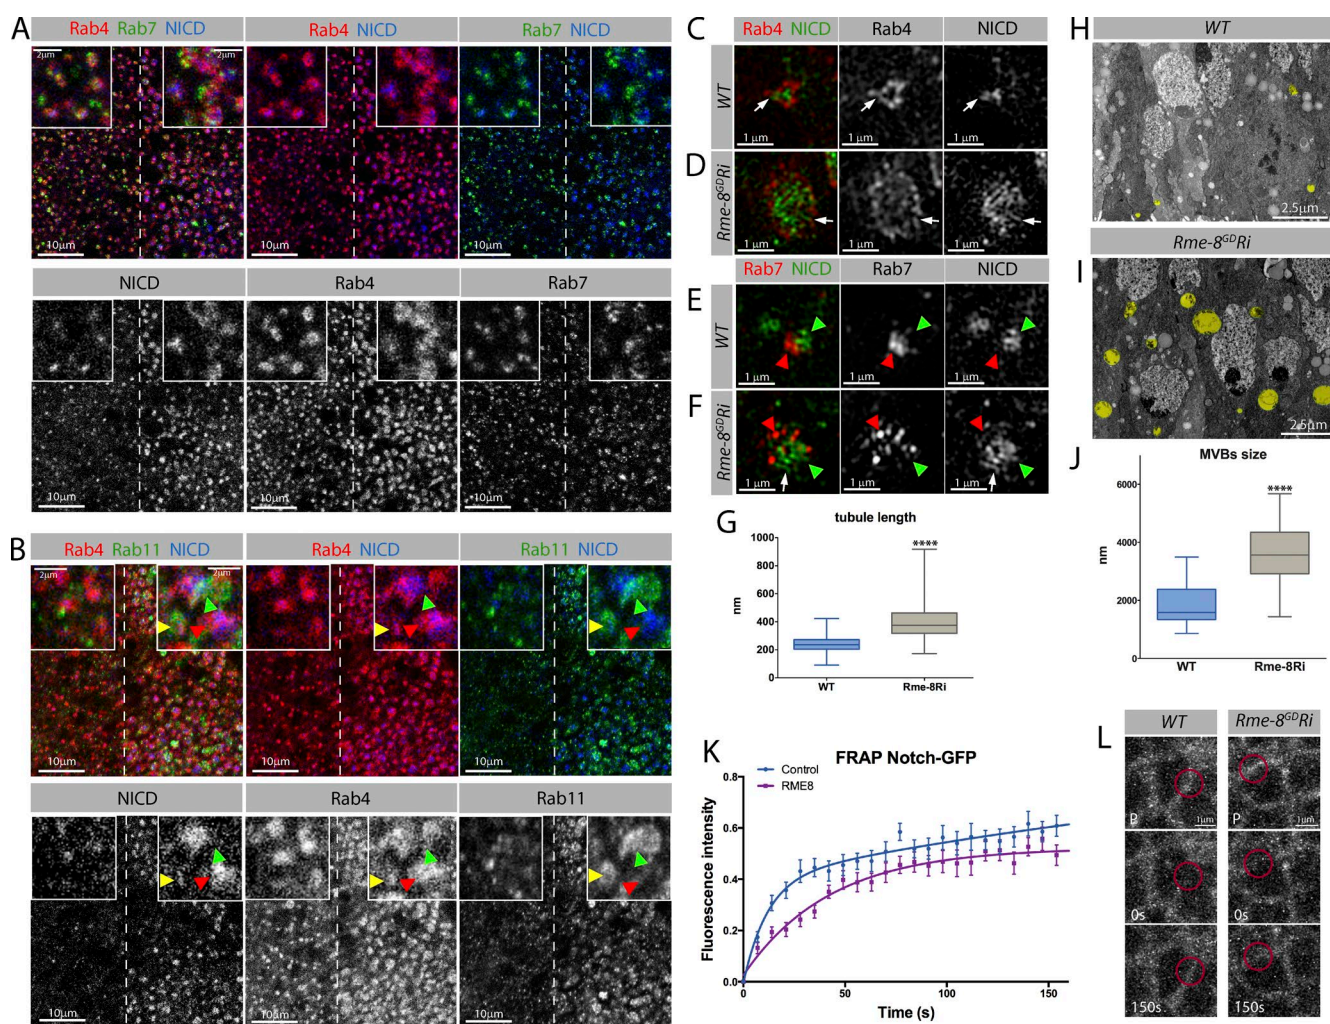 A
Rab4 Rab7 NICD
Rab4 NICD
Rab7 NICD
2μm
2μm
10μm
10μm
10μm
NICD
Rab4
Rab7
10μm
10μm
10μm
B
Rab4 Rab11 NICD
Rab4 NICD
Rab11 NICD
2μm
2μm
10μm
10μm
10μm
NICD
Rab4
Rab11
10μm
10μm
10μm
C
Rab4 NICD
Rab4
NICD
WT
1 μm
1 μm
1 μm
D
Rme-8ᴳᴰRi
1 μm
1 μm
1 μm
Rab7 NICD
Rab7
NICD
E
WT
1 μm
1 μm
1 μm
F
Rme-8ᴳᴰRi
1 μm
1 μm
1 μm
G
tubule length
****
nm
1000
800
600
400
200
0
WT
Rme-8Ri
H
WT
2.5μm
Rme-8ᴳᴰRi
I
2.5μm
J
MVBs size
****
nm
6000
4000
2000
0
WT
Rme-8Ri
K
FRAP Notch-GFP
Control
RME8
Fluorescence intensity
0.8
0.6
0.4
0.2
0.0
0
50
100
150
Time (s)
L
WT
Rme-8ᴳᴰRi
P
1μm
P
1μm
0s
0s
150s
150s